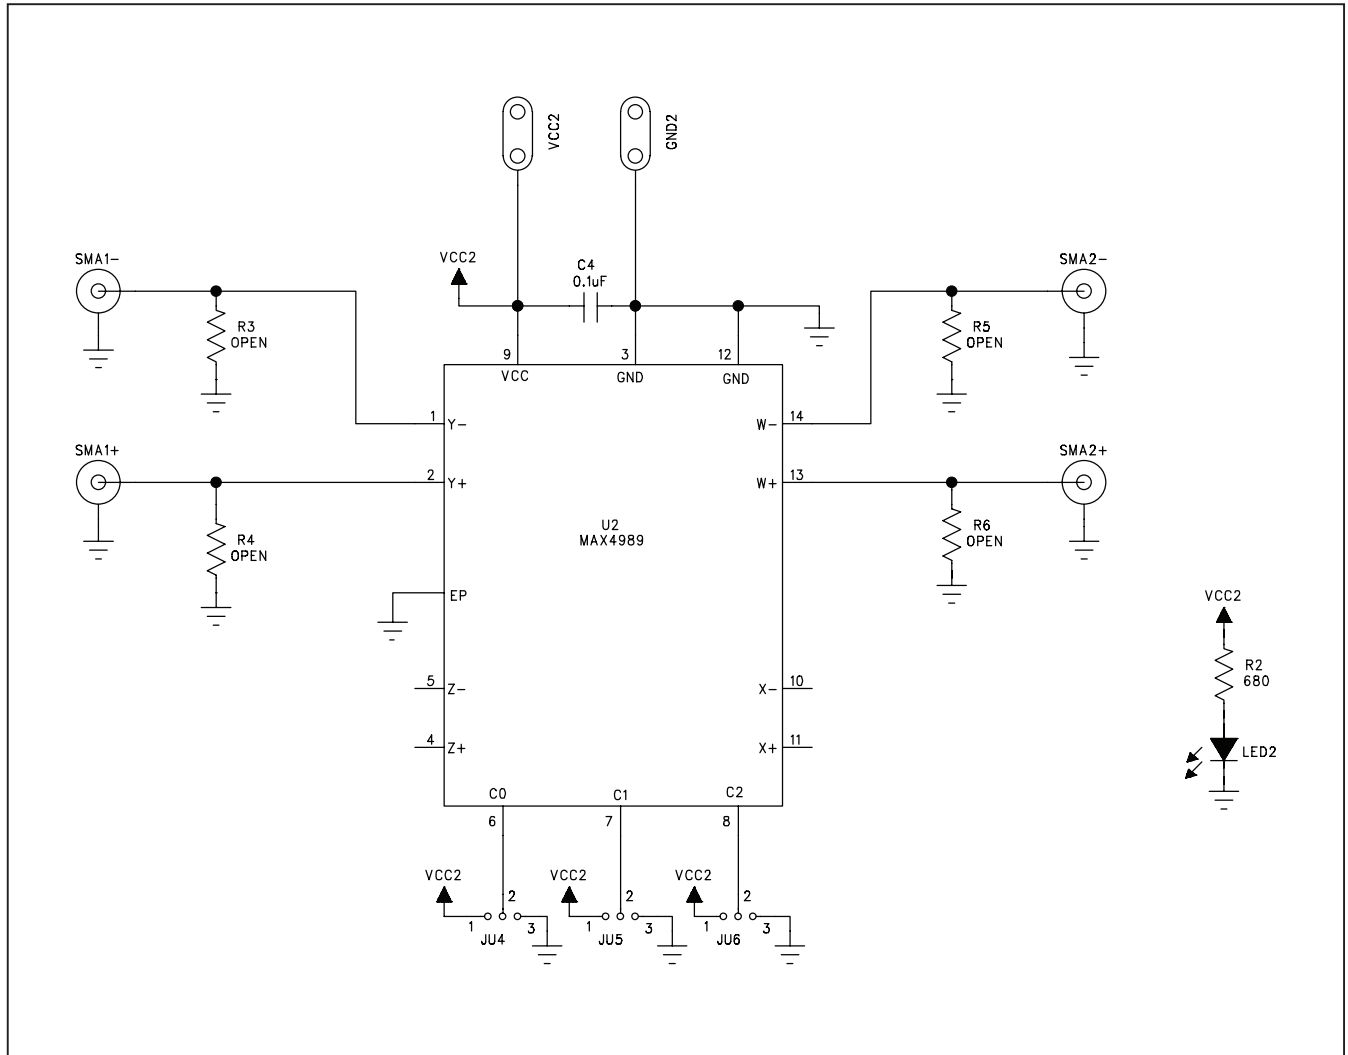 VCC2
GND2
SMA1-
VCC2
C4
0.1uF
SMA2-
R3
OPEN
R5
OPEN
9
3
12
VCC
GND
GND
1
Y-
W-
14
SMA1+
SMA2+
2
Y+
W+
13
U2
MAX4989
R4
OPEN
R6
OPEN
EP
VCC2
R2
680
5
Z-
X-
10
4
Z+
X+
11
LED2
C0
C1
C2
6
7
8
VCC2
VCC2
VCC2
2
2
2
1
3
1
3
1
3
JU4
JU5
JU6